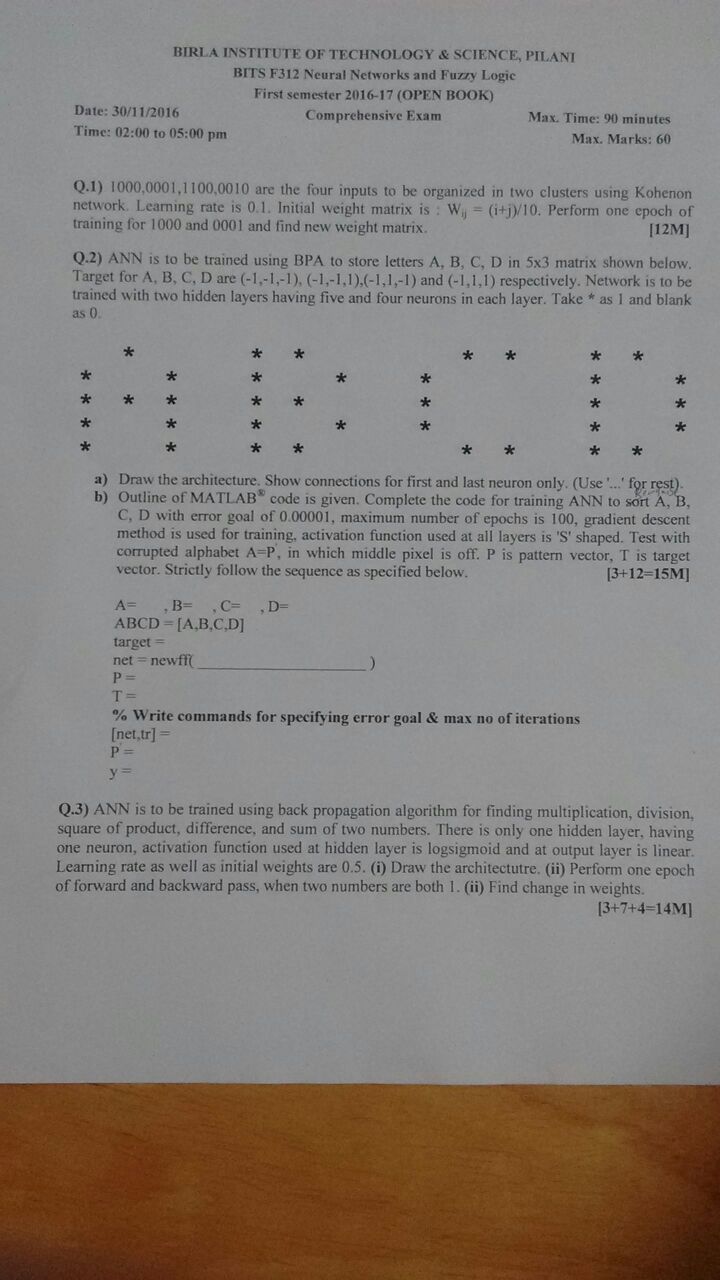 BIRLA INSTITUTE OF TECHNOLOGY & SCIENCE, PILANI
BITS F312 Neural Networks and Fuzzy Logic
First semester 2016-17 (OPEN BOOK)
Date: 30/11/2016 Comprehensive Exam Max. Time: 90 minutes
Time: 02:00 to 05:00 pm Max. Marks: 60
Q.1) 1000,0001,1100,0010 are the four inputs to be organized in two clusters using Kohenon
network. Learning rate is 0.1. Initial weight matrix is : Wij = (i+j)/10. Perform one epoch of
training for 1000 and 0001 and find new weight matrix. [12M]
Q.2) ANN is to be trained using BPA to store letters A, B, C, D in 5x3 matrix shown below.
Target for A, B, C, D are (-1,-1,-1), (-1,-1,1),(-1,1,-1) and (-1,1,1) respectively. Network is to be
trained with two hidden layers having five and four neurons in each layer. Take * as 1 and blank
as 0.
* * * * * * *
* * * * * * *
* * * * * * * *
* * * * * * *
* * * * * * * *
a) Draw the architecture. Show connections for first and last neuron only. (Use '...' for rest).
b) Outline of MATLAB® code is given. Complete the code for training ANN to sort A, B,
C, D with error goal of 0.00001, maximum number of epochs is 100, gradient descent
method is used for training, activation function used at all layers is 'S' shaped. Test with
corrupted alphabet A=P, in which middle pixel is off. P is pattern vector, T is target
vector. Strictly follow the sequence as specified below. [3+12=15M]
A= , B= , C= , D=
ABCD = [A,B,C,D]
target =
net = newff(____________________)
P =
T =
% Write commands for specifying error goal & max no of iterations
[net,tr] =
P =
y =
Q.3) ANN is to be trained using back propagation algorithm for finding multiplication, division,
square of product, difference, and sum of two numbers. There is only one hidden layer, having
one neuron, activation function used at hidden layer is logsigmoid and at output layer is linear.
Learning rate as well as initial weights are 0.5. (i) Draw the architectutre. (ii) Perform one epoch
of forward and backward pass, when two numbers are both 1. (ii) Find change in weights.
[3+7+4=14M]